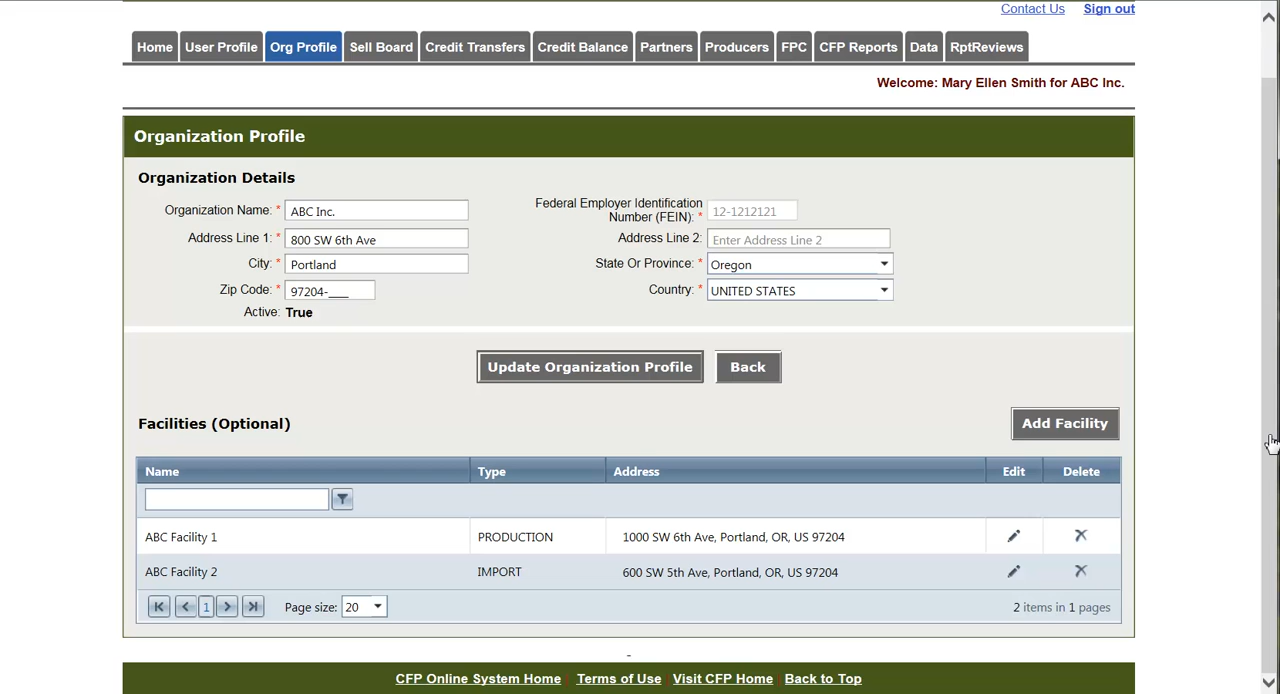 Contact Us Sign out
Home User Profile Org Profile Sell Board Credit Transfers Credit Balance Partners Producers FPC CFP Reports Data RptReviews
Welcome: Mary Ellen Smith for ABC Inc.
Organization Profile
Organization Details
Organization Name: * ABC Inc. Federal Employer Identification Number (FEIN): * 12-1212121
Address Line 1: * 800 SW 6th Ave Address Line 2: Enter Address Line 2
City: * Portland State Or Province: * Oregon
Zip Code: * 97204-____ Country: * UNITED STATES
Active: True
Update Organization Profile Back
Facilities (Optional) Add Facility
Name Type Address Edit Delete
ABC Facility 1 PRODUCTION 1000 SW 6th Ave, Portland, OR, US 97204
ABC Facility 2 IMPORT 600 SW 5th Ave, Portland, OR, US 97204
1 Page size: 20 2 items in 1 pages
-
CFP Online System Home Terms of Use Visit CFP Home Back to Top